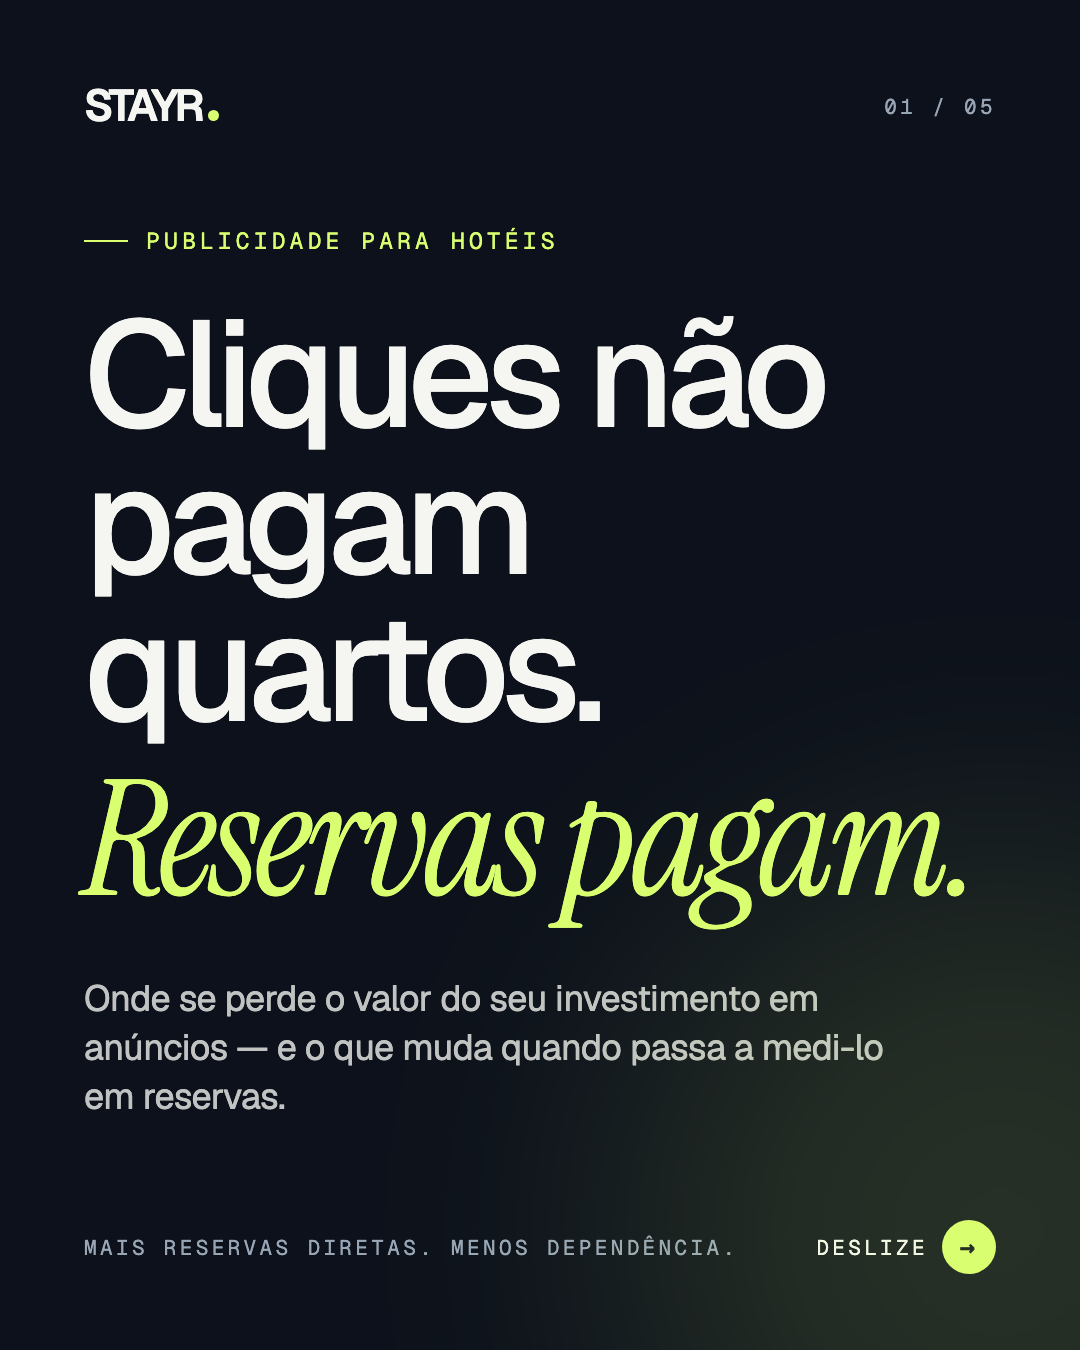 STAYR.
01 / 05
PUBLICIDADE PARA HOTÉIS
Cliques não
pagam
quartos.
Reservas pagam.
Onde se perde o valor do seu investimento em
anúncios — e o que muda quando passa a medi-lo
em reservas.
MAIS RESERVAS DIRETAS. MENOS DEPENDÊNCIA.
DESLIZE →